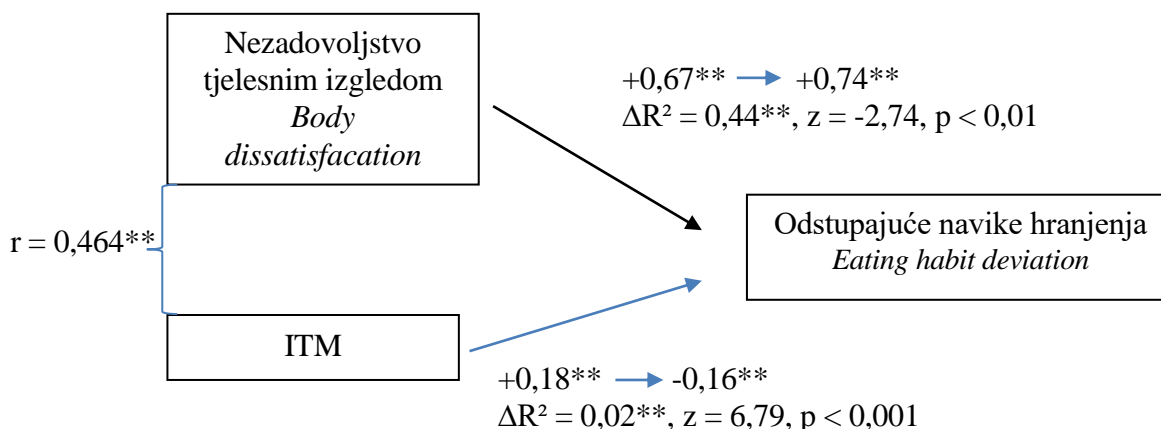 Nezadovoljstvo
tjelesnim izgledom
Body
dissatisfacation
+0,67** +0,74**
ΔR² = 0,44**, z = -2,74, p < 0,01
r = 0,464**
Odstupajuće navike hranjenja
Eating habit deviation
ITM
+0,18** -0,16**
ΔR² = 0,02**, z = 6,79, p < 0,001